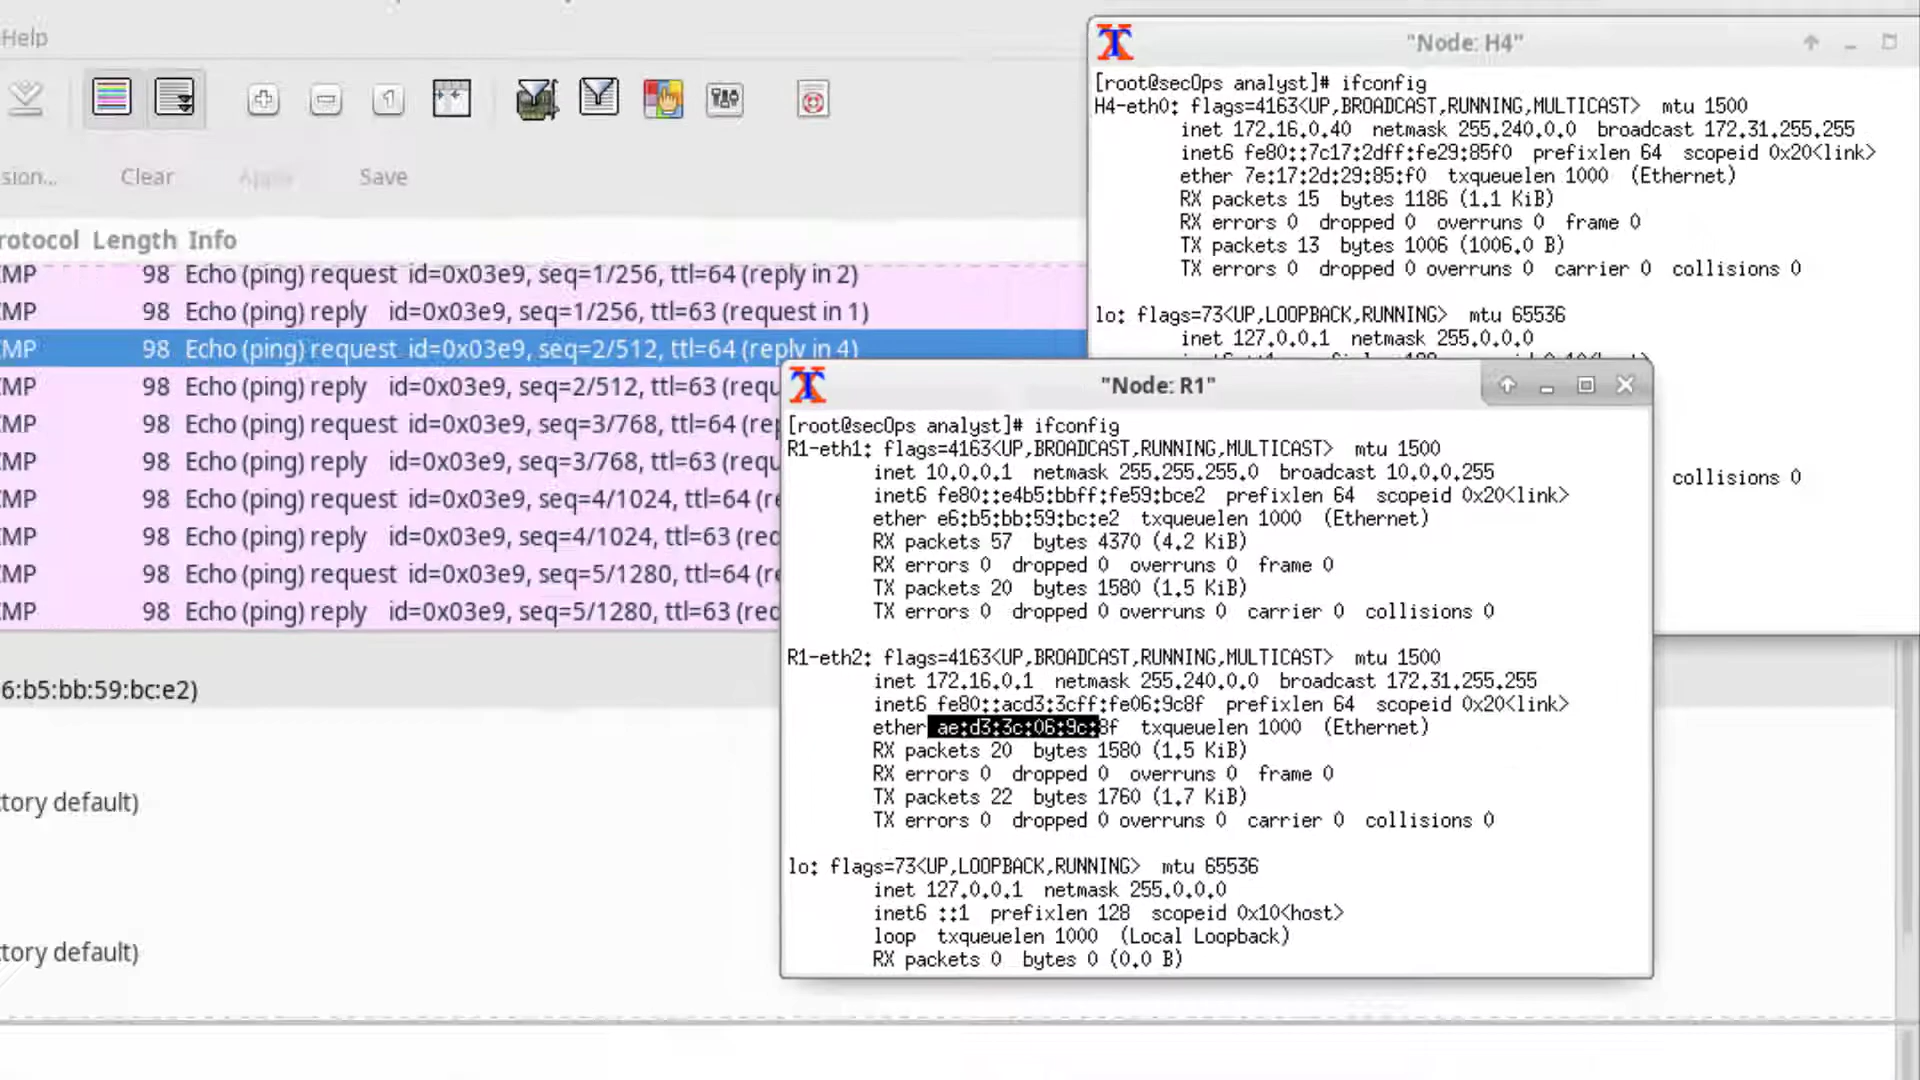 Help
Clear Apply Save
Length Info
98 Echo (ping) request id=0x03e9, seq=1/256, ttl=64 (reply in 2)
98 Echo (ping) reply id=0x03e9, seq=1/256, ttl=63 (request in 1)
98 Echo (ping) request id=0x03e9, seq=2/512, ttl=64 (reply in 4)
98 Echo (ping) reply id=0x03e9, seq=2/512, ttl=63
98 Echo (ping) request id=0x03e9, seq=3/768, ttl=64
98 Echo (ping) reply id=0x03e9, seq=3/768, ttl=63
98 Echo (ping) request id=0x03e9, seq=4/1024, ttl=64
98 Echo (ping) reply id=0x03e9, seq=4/1024, ttl=63
98 Echo (ping) request id=0x03e9, seq=5/1280, ttl=64
98 Echo (ping) reply id=0x03e9, seq=5/1280, ttl=63
6:b5:bb:59:bc:e2)
tory default)
tory default)
"Node: H4"
[root@secOps analyst]# ifconfig
H4-eth0: flags=4163<UP,BROADCAST,RUNNING,MULTICAST> mtu 1500
inet 172.16.0.40 netmask 255.240.0.0 broadcast 172.31.255.255
inet6 fe80::7c17:2dff:fe29:85f0 prefixlen 64 scopeid 0x20<link>
ether 7e:17:2d:29:85:f0 txqueuelen 1000 (Ethernet)
RX packets 15 bytes 1186 (1.1 KiB)
RX errors 0 dropped 0 overruns 0 frame 0
TX packets 13 bytes 1006 (1006.0 B)
TX errors 0 dropped 0 overruns 0 carrier 0 collisions 0
lo: flags=73<UP,LOOPBACK,RUNNING> mtu 65536
inet 127.0.0.1 netmask 255.0.0.0
collisions 0
"Node: R1"
[root@secOps analyst]# ifconfig
R1-eth1: flags=4163<UP,BROADCAST,RUNNING,MULTICAST> mtu 1500
inet 10.0.0.1 netmask 255.255.255.0 broadcast 10.0.0.255
inet6 fe80::e4b5:bbff:fe59:bce2 prefixlen 64 scopeid 0x20<link>
ether e6:b5:bb:59:bc:e2 txqueuelen 1000 (Ethernet)
RX packets 57 bytes 4370 (4.2 KiB)
RX errors 0 dropped 0 overruns 0 frame 0
TX packets 20 bytes 1580 (1.5 KiB)
TX errors 0 dropped 0 overruns 0 carrier 0 collisions 0
R1-eth2: flags=4163<UP,BROADCAST,RUNNING,MULTICAST> mtu 1500
inet 172.16.0.1 netmask 255.240.0.0 broadcast 172.31.255.255
inet6 fe80::acd3:3cff:fe06:9c8f prefixlen 64 scopeid 0x20<link>
ether ae:d3:3c:06:9c:8f txqueuelen 1000 (Ethernet)
RX packets 20 bytes 1580 (1.5 KiB)
RX errors 0 dropped 0 overruns 0 frame 0
TX packets 22 bytes 1760 (1.7 KiB)
TX errors 0 dropped 0 overruns 0 carrier 0 collisions 0
lo: flags=73<UP,LOOPBACK,RUNNING> mtu 65536
inet 127.0.0.1 netmask 255.0.0.0
inet6 ::1 prefixlen 128 scopeid 0x10<host>
loop txqueuelen 1000 (Local Loopback)
RX packets 0 bytes 0 (0.0 B)